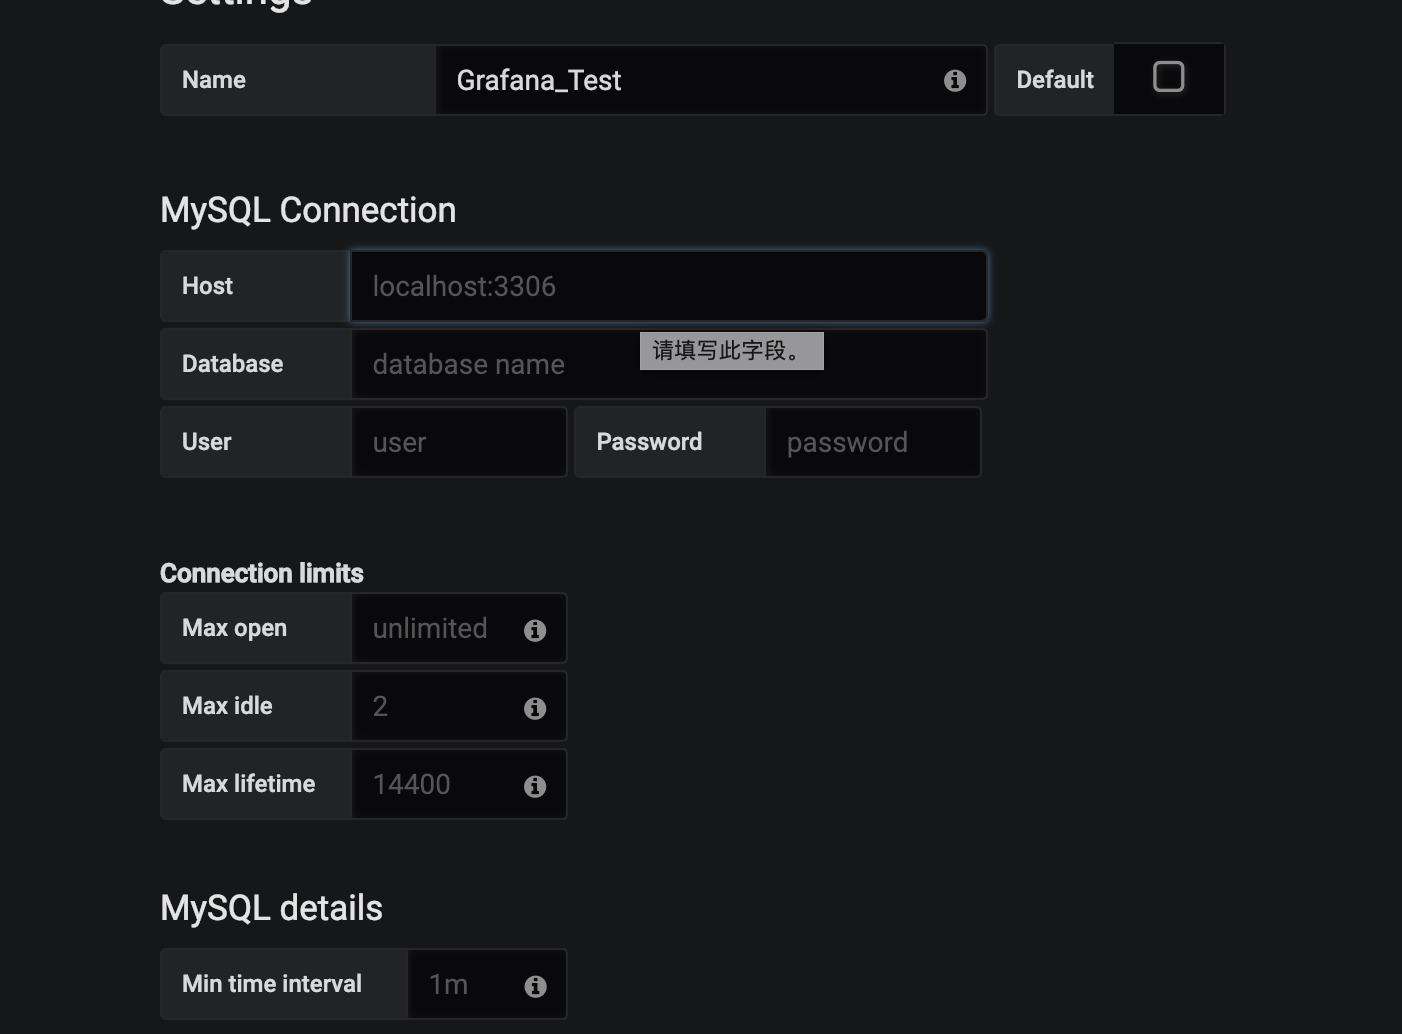 Settings
Name Grafana_Test Default
MySQL Connection
Host localhost:3306
请填写此字段。
Database database name
User user Password password
Connection limits
Max open unlimited
Max idle 2
Max lifetime 14400
MySQL details
Min time interval 1m